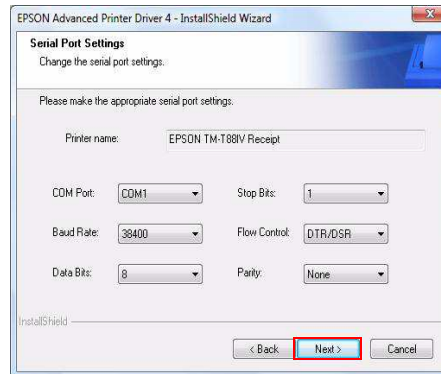 EPSON Advanced Printer Driver 4 - InstallShield Wizard
Serial Port Settings
Change the serial port settings.
Please make the appropriate serial port settings.
Printer name: EPSON TM-T88IV Receipt
COM Port: COM1 Stop Bits: 1
Baud Rate: 38400 Flow Control: DTR/DSR
Data Bits: 8 Parity: None
InstallShield
< Back Next > Cancel